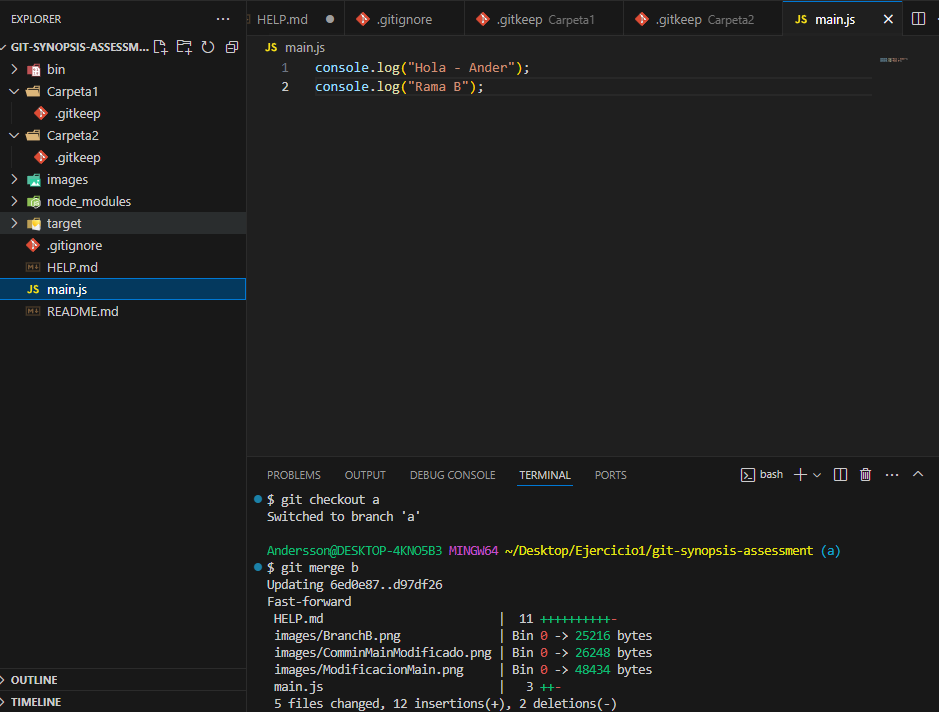 EXPLORER
HELP.md
.gitignore
.gitkeep Carpeta1
.gitkeep Carpeta2
JS main.js
GIT-SYNOPSIS-ASSESSM...
bin
Carpeta1
.gitkeep
Carpeta2
.gitkeep
images
node_modules
target
.gitignore
HELP.md
JS main.js
README.md
OUTLINE
TIMELINE
JS main.js
1 console.log("Hola - Ander");
2 console.log("Rama B");
PROBLEMS OUTPUT DEBUG CONSOLE TERMINAL PORTS
bash
$ git checkout a
Switched to branch 'a'
Andersson@DESKTOP-4KNO5B3 MINGW64 ~/Desktop/Ejercicio1/git-synopsis-assessment (a)
$ git merge b
Updating 6ed0e87..d97df26
Fast-forward
HELP.md | 11 ++++++++++-
images/BranchB.png | Bin 0 -> 25216 bytes
images/ComminMainModificado.png | Bin 0 -> 26248 bytes
images/ModificacionMain.png | Bin 0 -> 48434 bytes
main.js | 3 ++-
5 files changed, 12 insertions(+), 2 deletions(-)